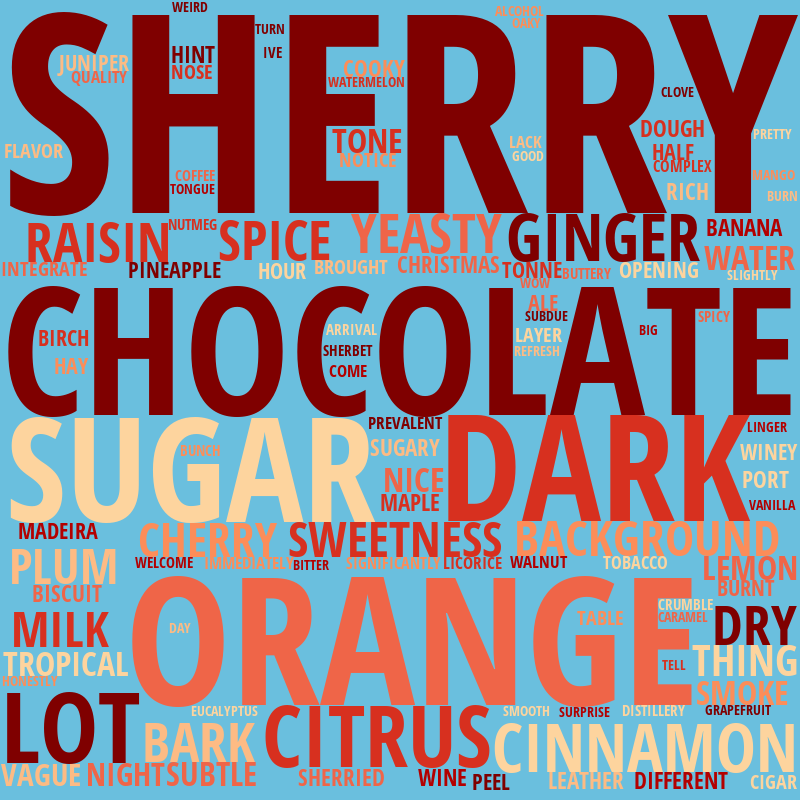 WEIRD
ALCOHOL
OAKY
SHERRY
TURN
HINT
IVE
JUNIPER
QUALITY
NOSE
COOKY
WATERMELON
CLOVE
TONE
NOTICE
LACK
GOOD
DOUGH
HALF
COMPLEX
PRETTY
FLAVOR
COFFEE
TONGUE
RICH
MANGO
BURN
RAISIN
NUTMEG
SPICE
YEASTY
GINGER
BANANA
WATER
INTEGRATE
PINEAPPLE
HOUR
BROUGHT
CHRISTMAS
TONNE
BUTTERY
OPENING
SLIGHTLY
WOW
CHOCOLATE
ALE
SUBDUE
SPICY
BIRCH
HAY
ARRIVAL
SHERBET
COME
LAYER
REFRESH
BIG
SUGAR
BUNCH
PREVALENT
SUGARY
NICE
MAPLE
DARK
LINGER
WINEY
PORT
VANILLA
MADEIRA
CHERRY
SWEETNESS
BACKGROUND
PLUM
BISCUIT
WELCOME
IMMEDIATELY
BITTER
SIGNIFICANTLY
LICORICE
WALNUT
TOBACCO
LEMON
BURNT
MILK
ORANGE
DAY
TABLE
CRUMBLE
CARAMEL
DRY
TROPICAL
HONESTLY
TELL
THING
SMOKE
LOT
EUCALYPTUS
BARK
CITRUS
SMOOTH
SURPRISE
DISTILLERY
GRAPEFRUIT
CINNAMON
VAGUE
NIGHT
SUBTLE
SHERRIED
WINE
PEEL
LEATHER
DIFFERENT
CIGAR